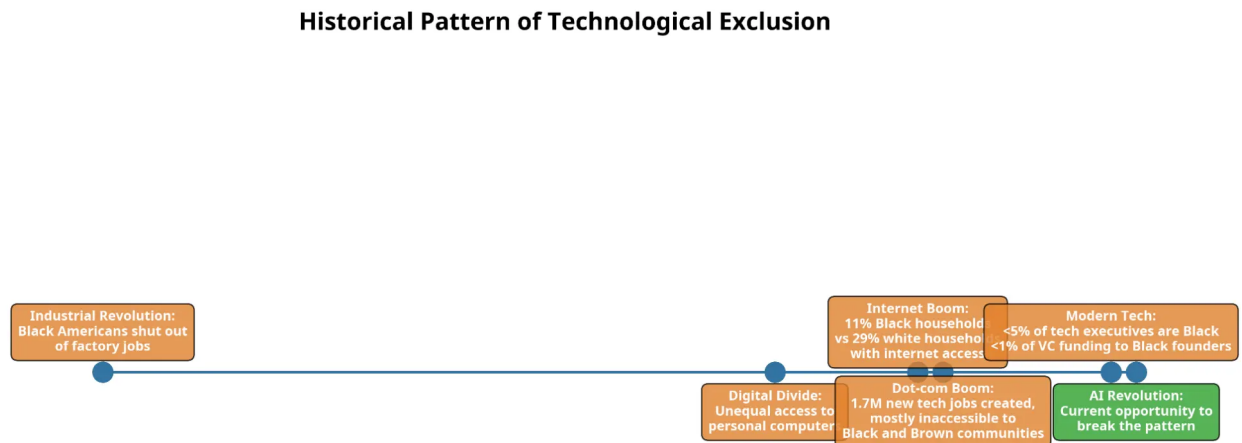 Historical Pattern of Technological Exclusion
Industrial Revolution:
Black Americans shut out
of factory jobs
Digital Divide:
Unequal access to
personal computer
Internet Boom:
11% Black households
vs 29% white households
with internet access
Dot-com Boom:
1.7M new tech jobs created,
mostly inaccessible to
Black and Brown communities
Modern Tech:
<5% of tech executives are Black
<1% of VC funding to Black founders
AI Revolution:
Current opportunity to
break the pattern